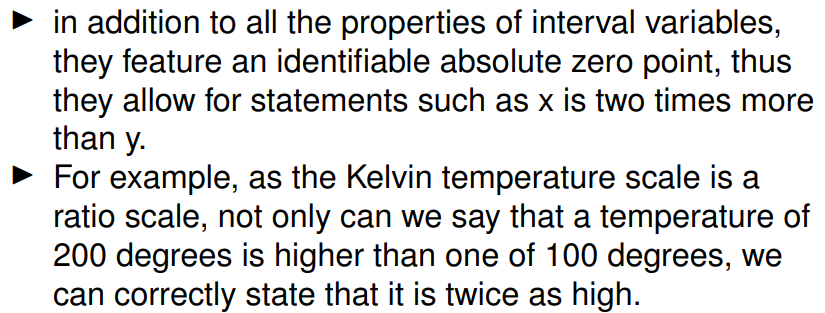 ► in addition to all the properties of interval variables,
they feature an identifiable absolute zero point, thus
they allow for statements such as x is two times more
than y.
► For example, as the Kelvin temperature scale is a
ratio scale, not only can we say that a temperature of
200 degrees is higher than one of 100 degrees, we
can correctly state that it is twice as high.